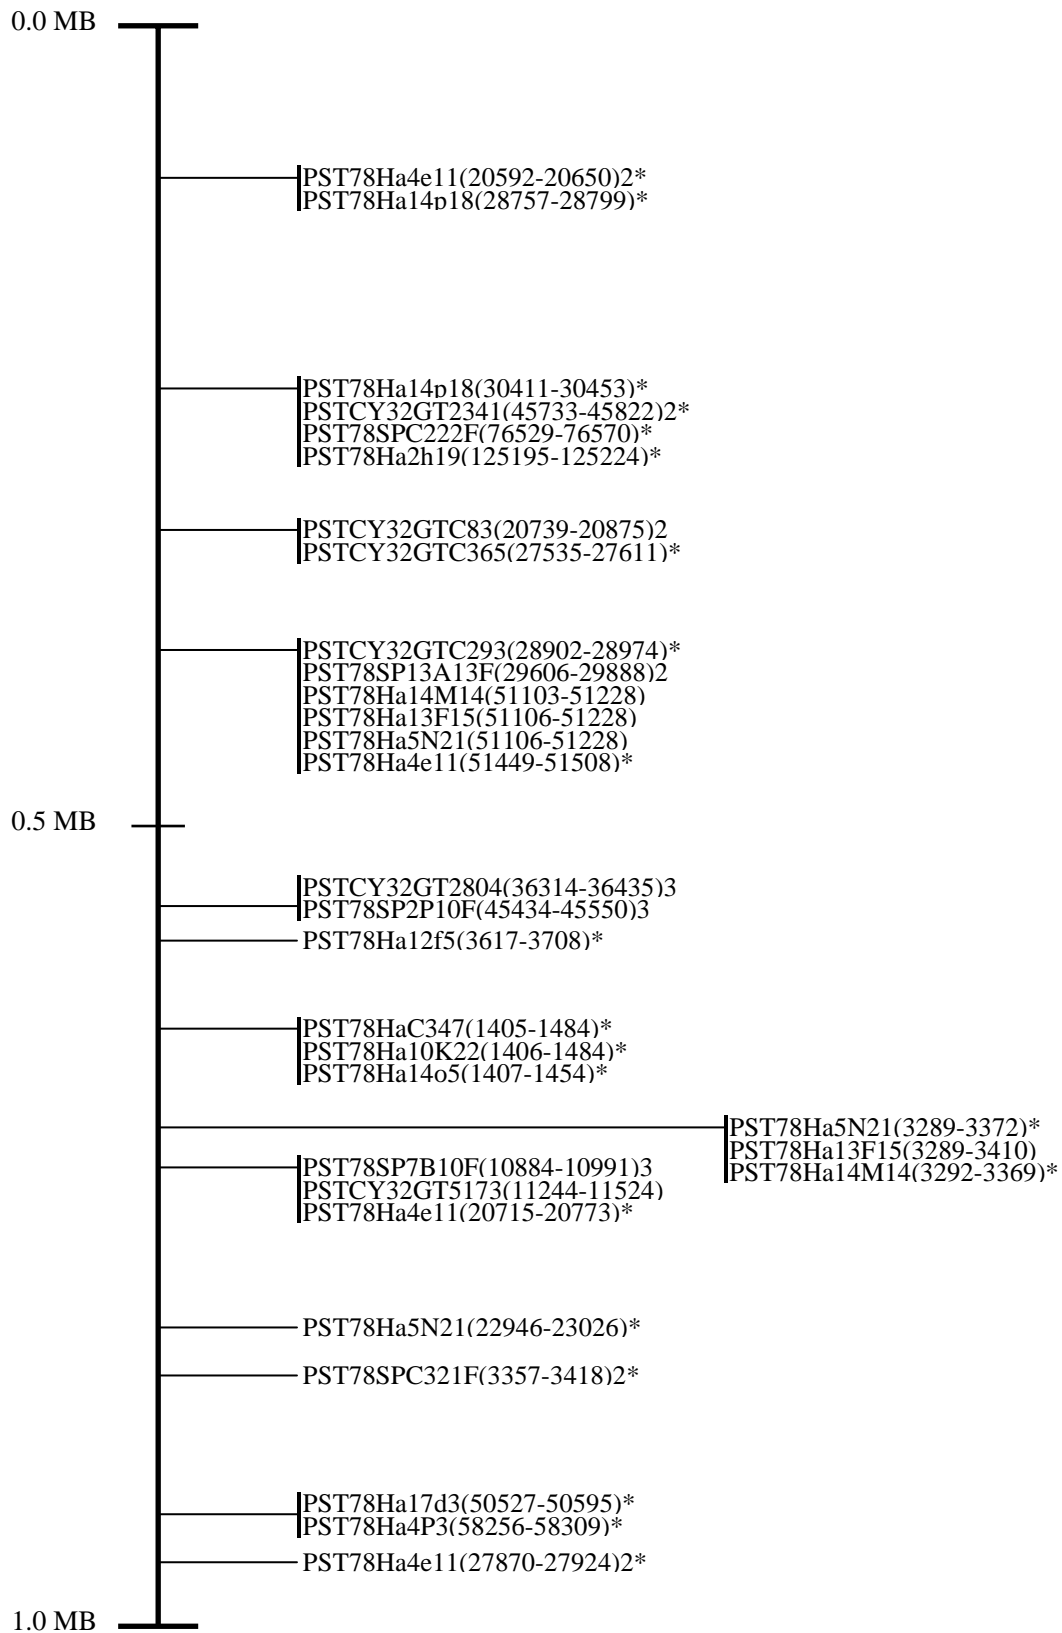 0.0 MB
PST78Ha4e11(20592-20650)2*
PST78Ha14p18(28757-28799)*
PST78Ha14p18(30411-30453)*
PSTCY32GT2341(45733-45822)2*
PST78SPC222F(76529-76570)*
PST78Ha2h19(125195-125224)*
PSTCY32GTC83(20739-20875)2
PSTCY32GTC365(27535-27611)*
PSTCY32GTC293(28902-28974)*
PST78SP13A13F(29606-29888)2
PST78Ha14M14(51103-51228)
PST78Ha13F15(51106-51228)
PST78Ha5N21(51106-51228)
PST78Ha4e11(51449-51508)*
0.5 MB
PSTCY32GT2804(36314-36435)3
PST78SP2P10F(45434-45550)3
PST78Ha12f5(3617-3708)*
PST78HaC347(1405-1484)*
PST78Ha10K22(1406-1484)*
PST78Ha14o5(1407-1454)*
PST78Ha5N21(3289-3372)*
PST78Ha13F15(3289-3410)
PST78Ha14M14(3292-3369)*
PST78SP7B10F(10884-10991)3
PSTCY32GT5173(11244-11524)
PST78Ha4e11(20715-20773)*
PST78Ha5N21(22946-23026)*
PST78SPC321F(3357-3418)2*
PST78Ha17d3(50527-50595)*
PST78Ha4P3(58256-58309)*
PST78Ha4e11(27870-27924)2*
1.0 MB